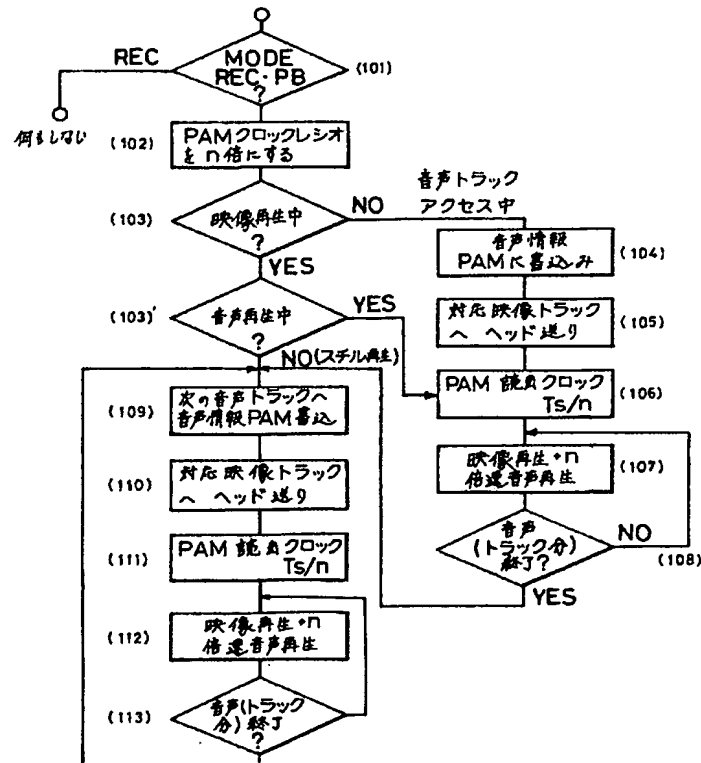 REC
MODE
REC・PB
?
(101)
何もしない
(102)
PAMクロックレシオ
をn倍にする
(103)
映像再生中
?
NO
音声トラック
アクセス中
YES
音声情報
PAMに書込み
(104)
(103)'
音声再生中
?
YES
対応映像トラック
へ ヘッド送り
(105)
NO(スチル再生)
PAM 読出クロック
Ts/n
(106)
(109)
次の音声トラックへ
音声情報PAM書込
映像再生・n
倍速音声再生
(107)
(110)
対応映像トラック
へ ヘッド送り
音声
(トラック分)
終了?
NO
(108)
YES
(111)
PAM 読出クロック
Ts/n
(112)
映像再生・n
倍速音声再生
(113)
音声(トラック
分)終了
?